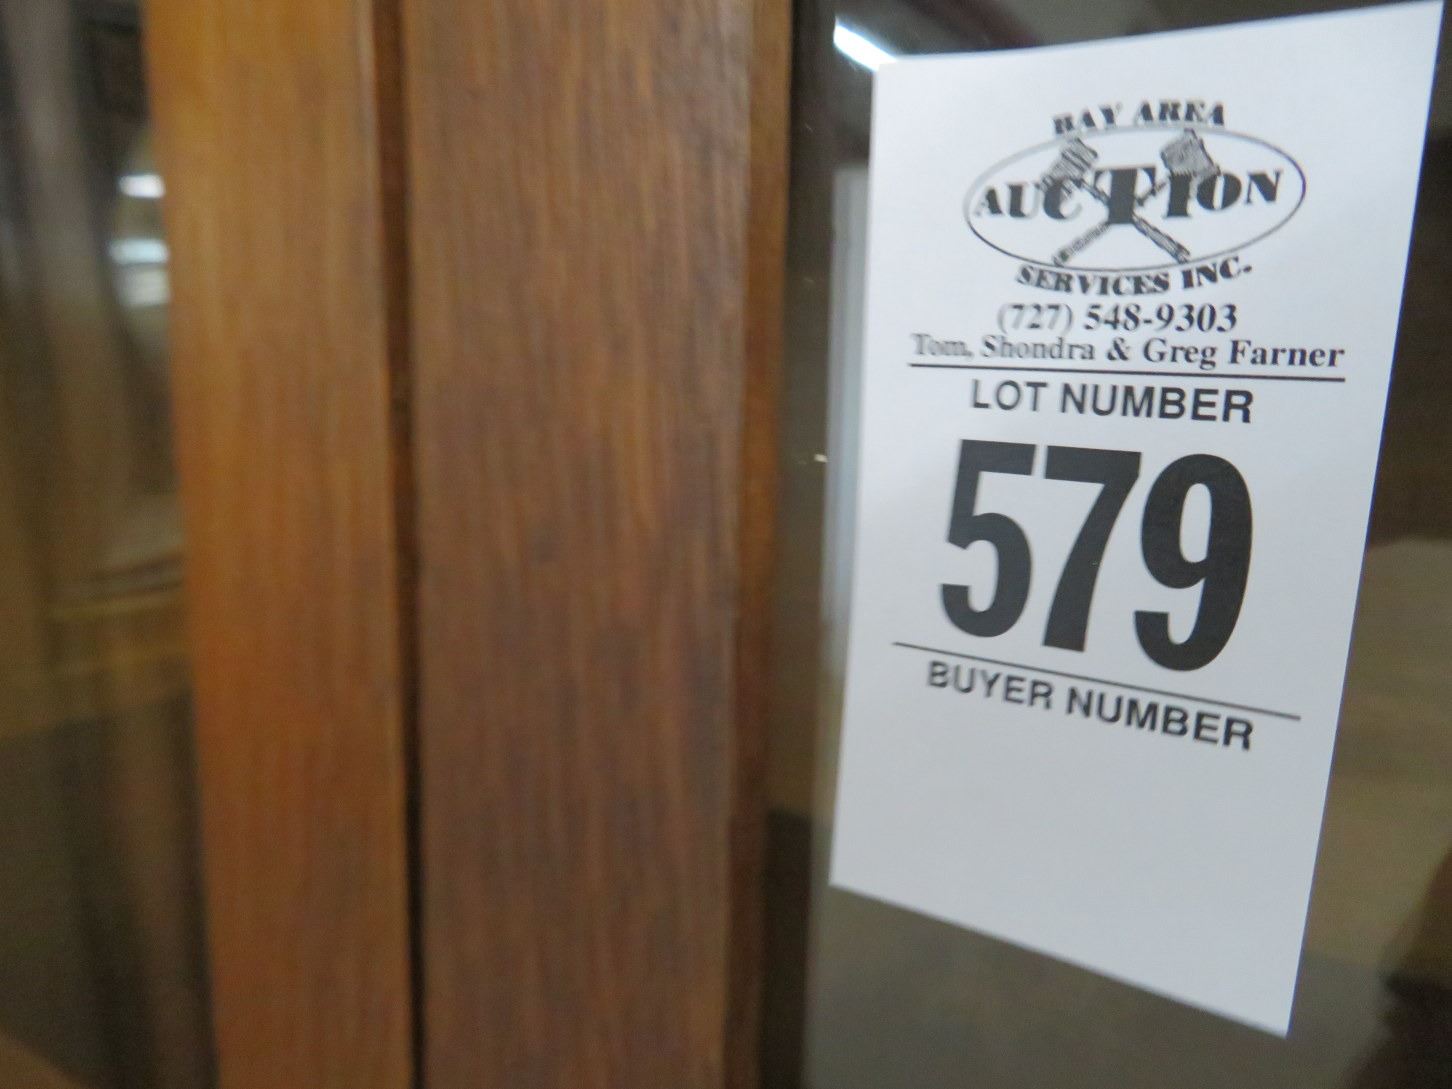 BAY AREA
AUCTION
SERVICES INC.
(727) 548-9303
Tom, Shondra & Greg Farner
LOT NUMBER
579
BUYER NUMBER